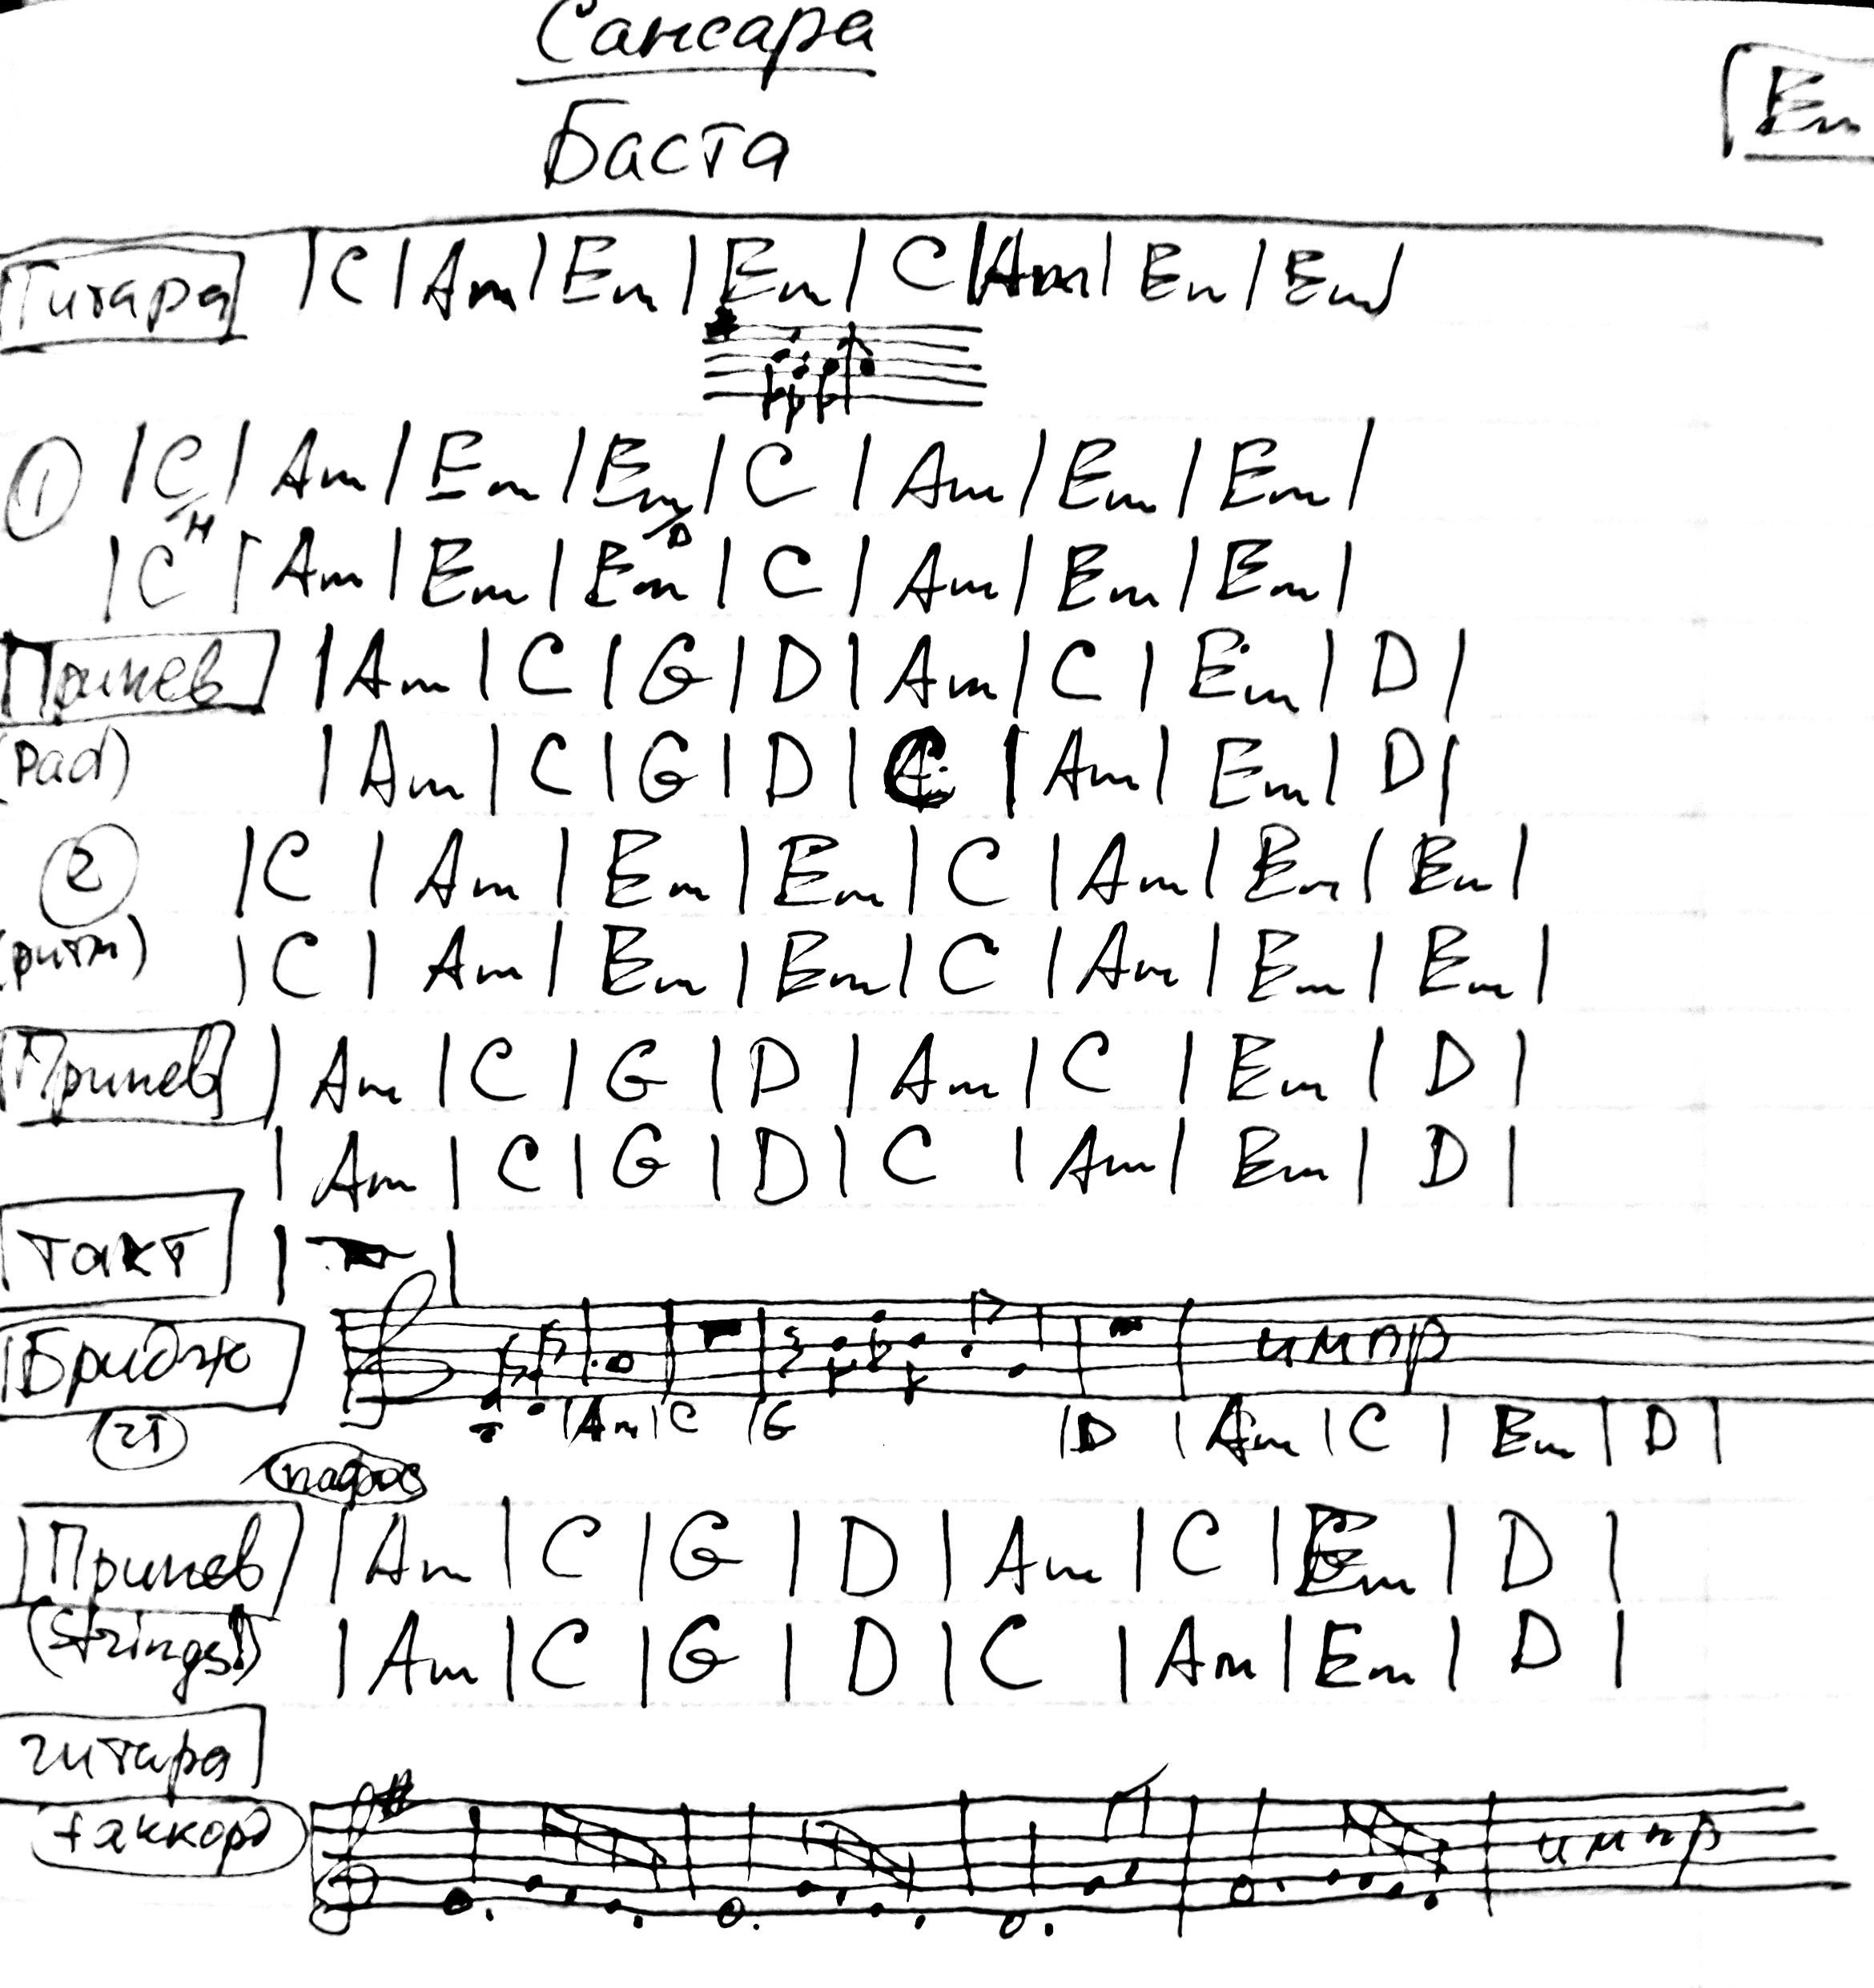 Сансара
Баста
Em
Гитара | C | Am | Em | Em | C | Am | Em | Em |
① | C | Am | Em | Em | C | Am | Em | Em |
H D
| C | Am | Em | Em | C | Am | Em | Em |
Припев | Am | C | G | D | Am | C | Em | D |
(Pad) | Am | C | G | D | C | Am | Em | D |
② | C | Am | Em | Em | C | Am | Em | Em |
(ритм) | C | Am | Em | Em | C | Am | Em | Em |
Припев | Am | C | G | D | Am | C | Em | D |
| Am | C | G | D | C | Am | Em | D |
Такт
Бридж импр
| Am | C | G | D | Am | C | Em | D |
пафос
Припев | Am | C | G | D | Am | C | Em | D |
(Strings!) | Am | C | G | D | C | Am | Em | D |
гитара
+ аккорд импр